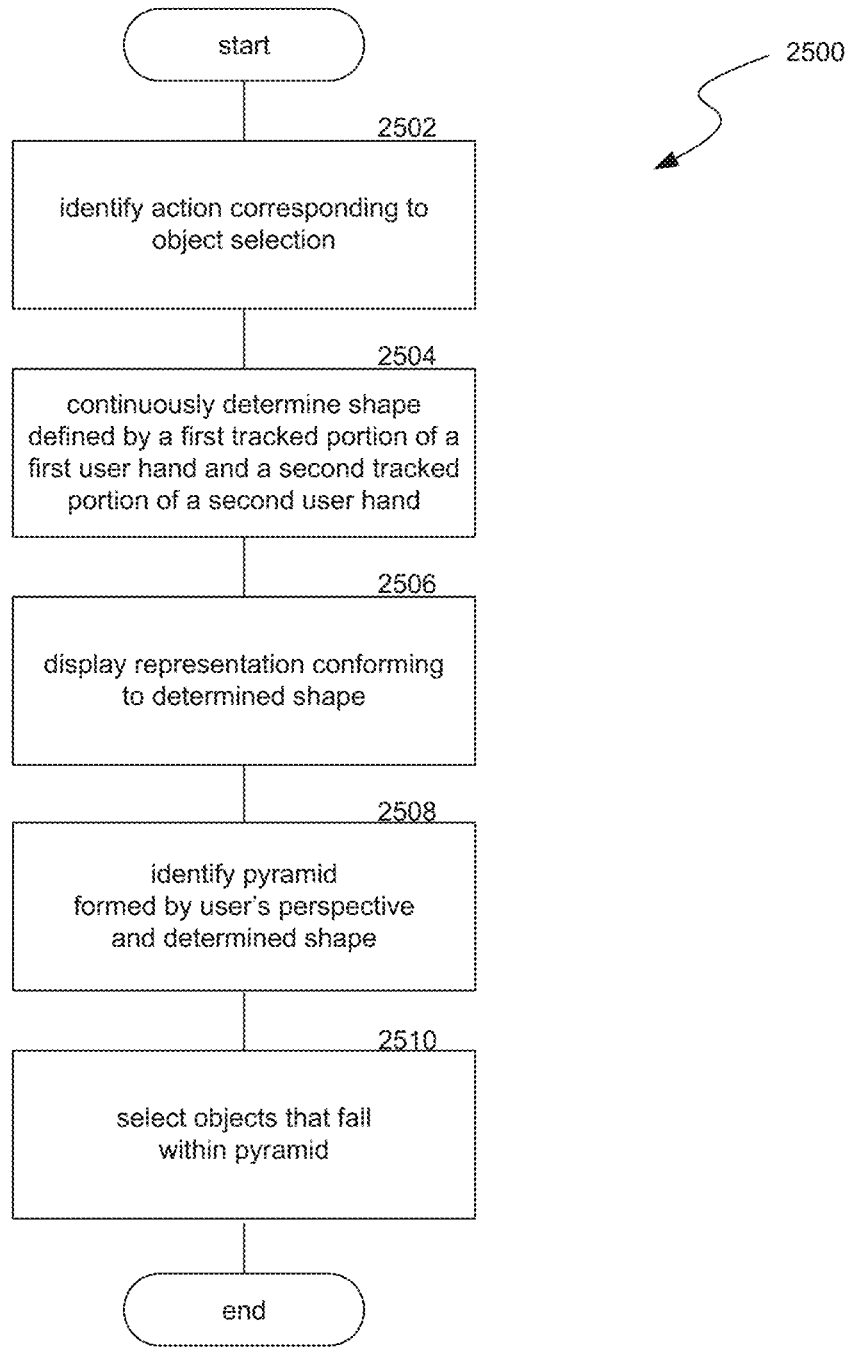 start
2500
2502
identify action corresponding to
object selection
2504
continuously determine shape
defined by a first tracked portion of a
first user hand and a second tracked
portion of a second user hand
2506
display representation conforming
to determined shape
2508
identify pyramid
formed by user's perspective
and determined shape
2510
select objects that fall
within pyramid
end